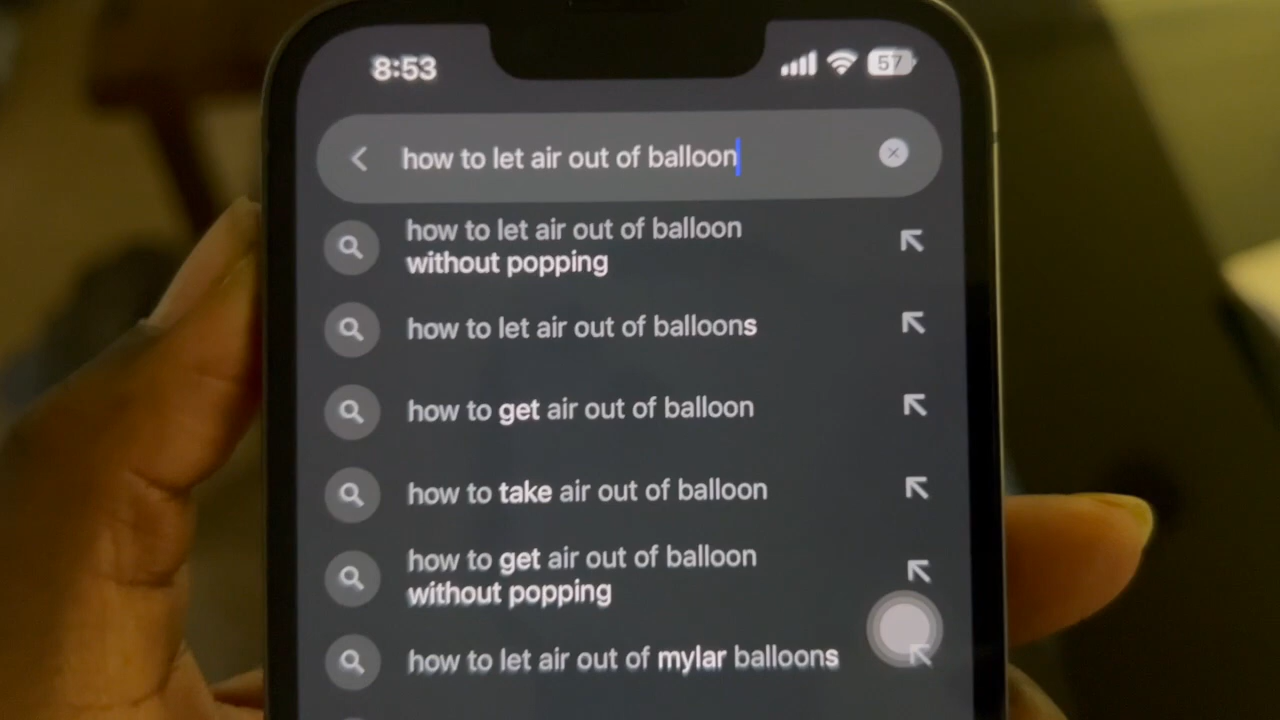 8:53
57
how to let air out of balloon
how to let air out of balloon
without popping
how to let air out of balloons
how to get air out of balloon
how to take air out of balloon
how to get air out of balloon
without popping
how to let air out of mylar balloons